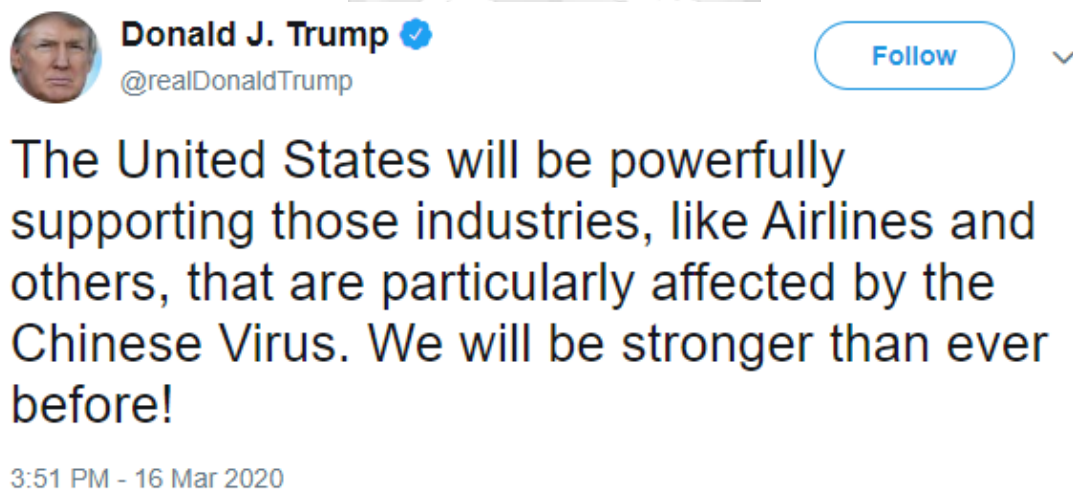 Donald J. Trump
@realDonaldTrump
Follow
The United States will be powerfully
supporting those industries, like Airlines and
others, that are particularly affected by the
Chinese Virus. We will be stronger than ever
before!
3:51 PM - 16 Mar 2020